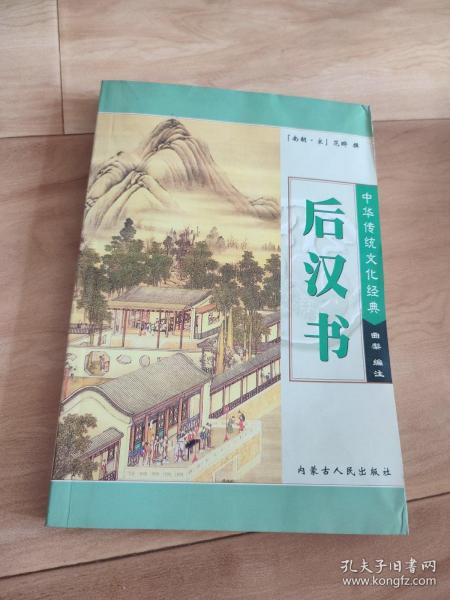 [南朝·宋]范晔 撰
后汉书
中华传统文化经典
曲黎 编注
内蒙古人民出版社
孔夫子旧书网
www.kongfz.com